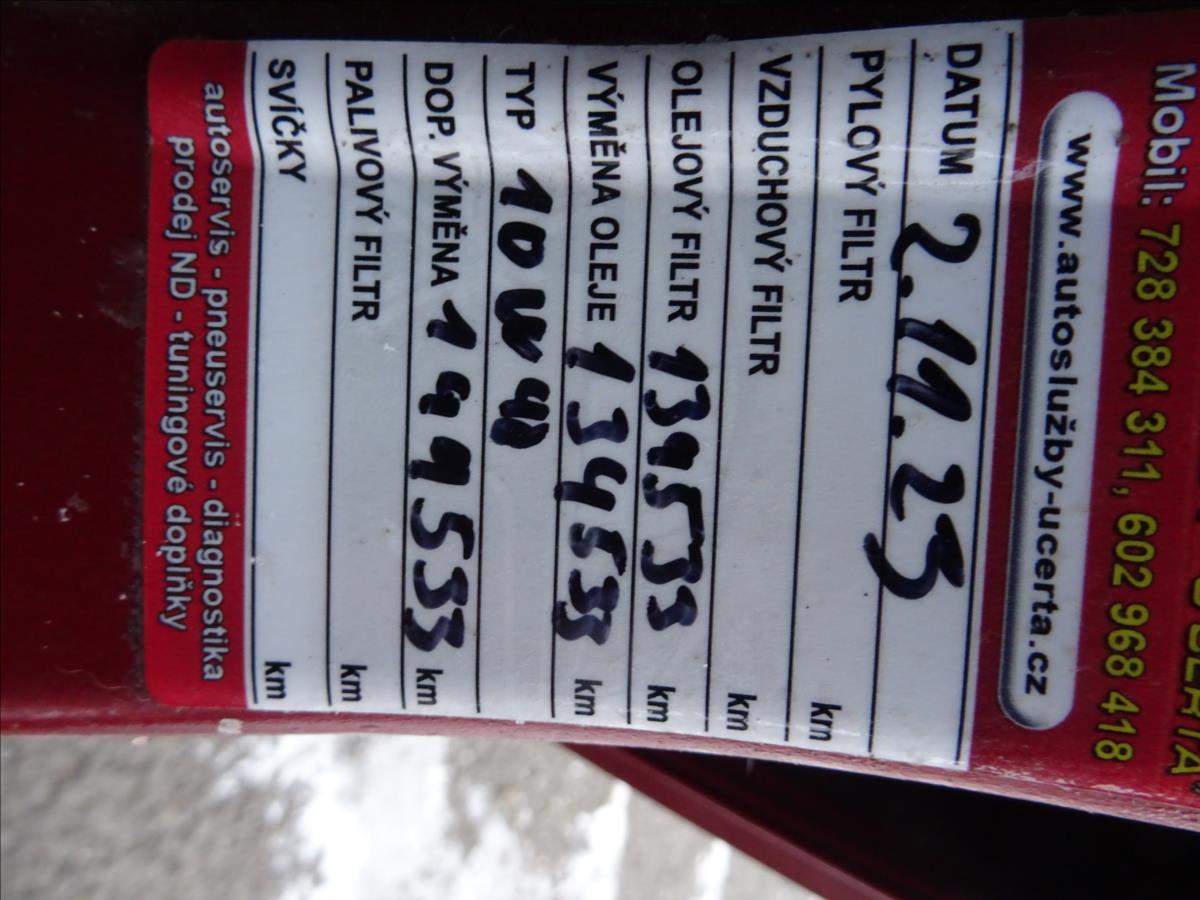 Mobil: 728 384 311, 602 968 418
www.autoslužby-ucerta.cz
DATUM 2.11.23
PYLOVÝ FILTR km
VZDUCHOVÝ FILTR km
OLEJOVÝ FILTR 134533 km
VÝMĚNA OLEJE 134533 km
TYP 10W40
DOP. VÝMĚNA 144533 km
PALIVOVÝ FILTR km
SVÍČKY km
autoservis - pneuservis - diagnostika
prodej ND - tuningové doplňky